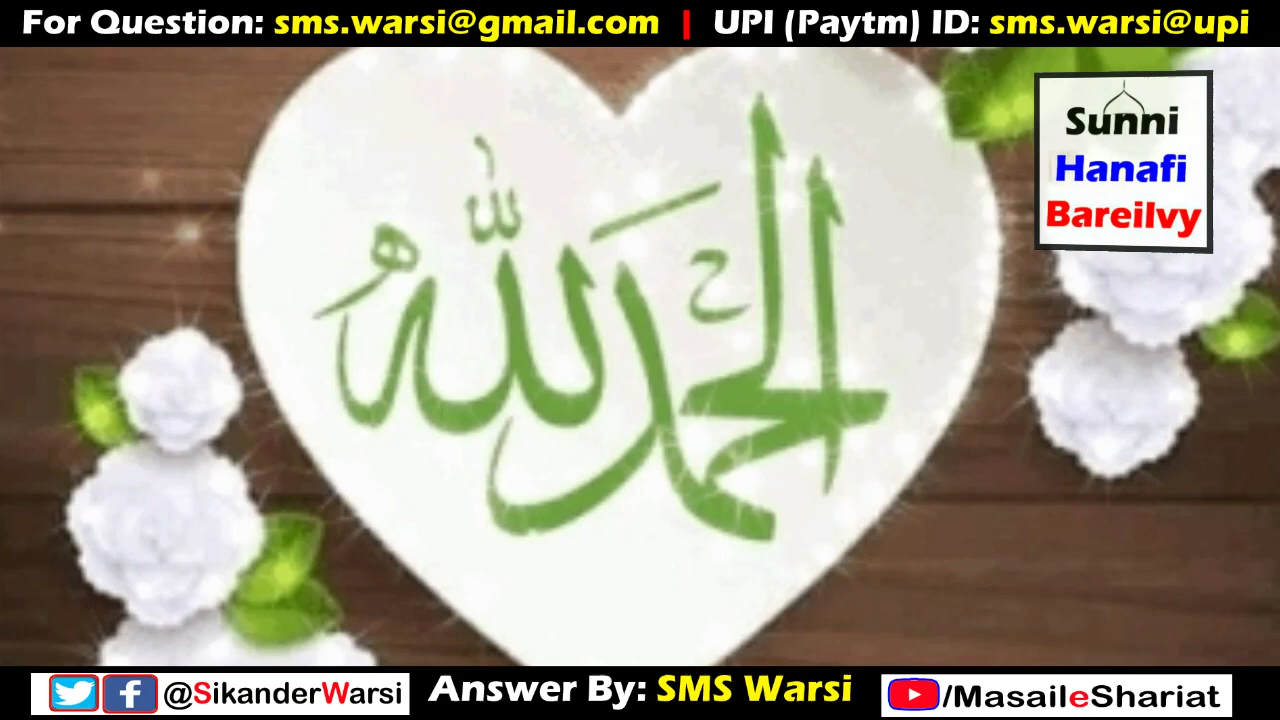 For Question: sms.warsi@gmail.com | UPI (Paytm) ID: sms.warsi@upi
Sunni
Hanafi
Bareilvy
الحمد لله
@SikanderWarsi
Answer By: SMS Warsi
/MasaileShariat